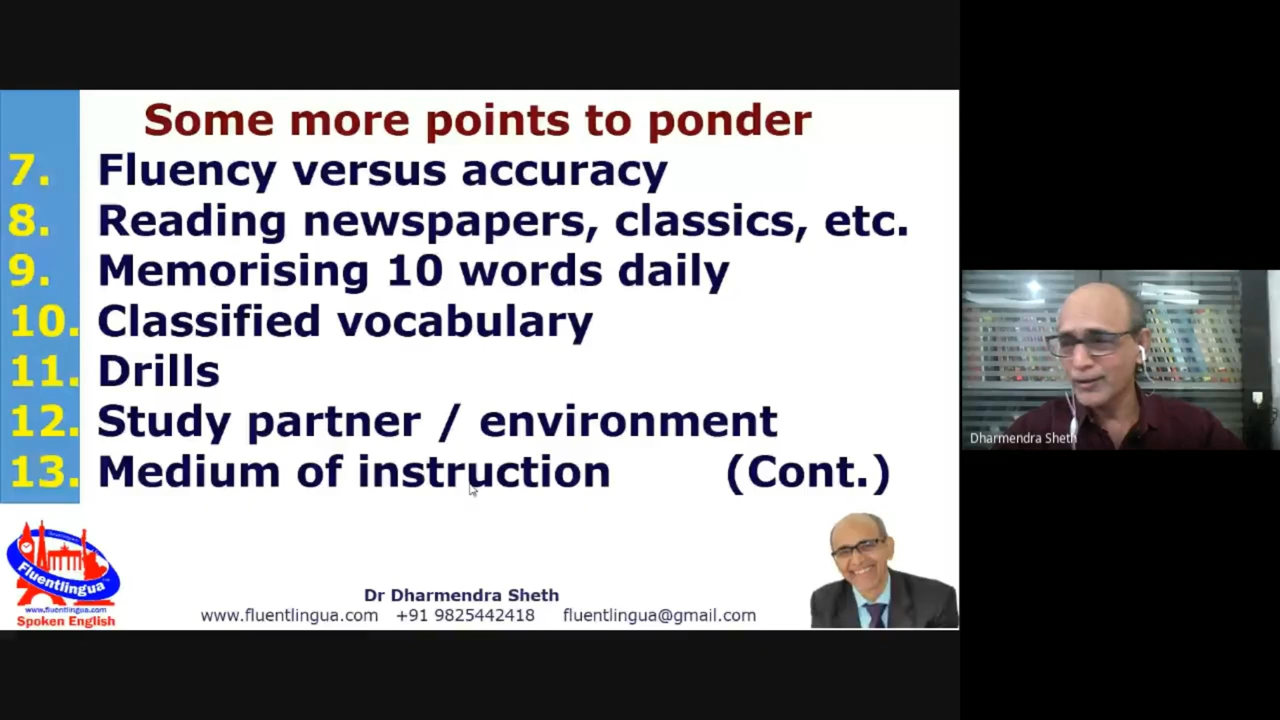 Some more points to ponder
7. Fluency versus accuracy
8. Reading newspapers, classics, etc.
9. Memorising 10 words daily
10. Classified vocabulary
11. Drills
12. Study partner / environment
13. Medium of instruction (Cont.)
Dharmendra Sheth
Fluentlingua
www.fluentlingua.com
Spoken English
Dr Dharmendra Sheth
www.fluentlingua.com +91 9825442418 fluentlingua@gmail.com